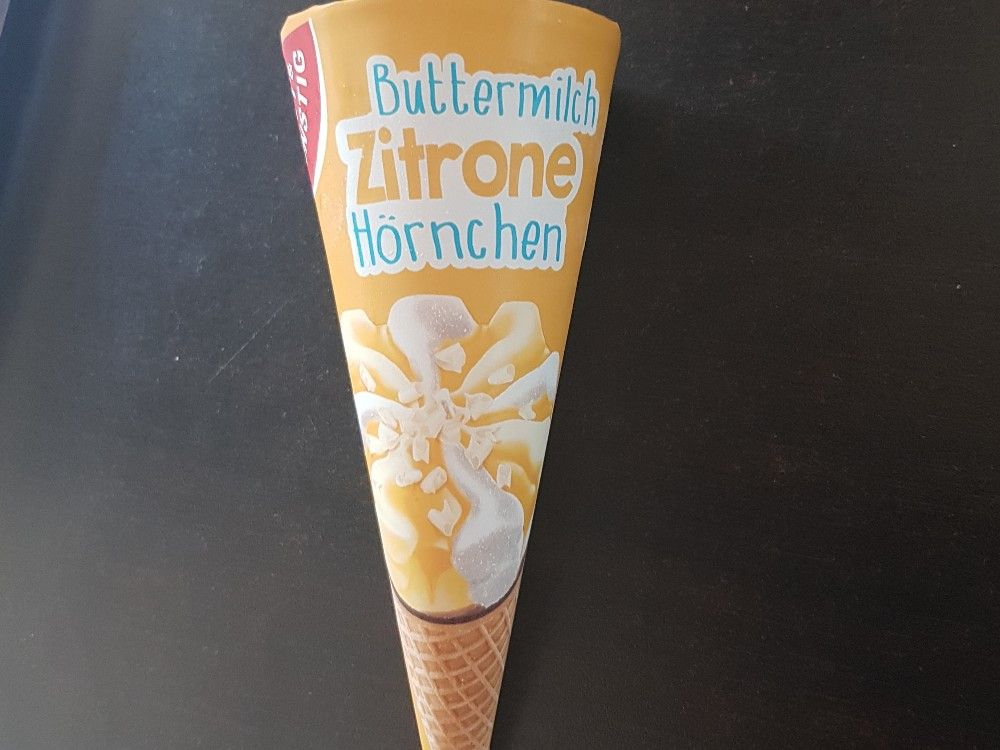 Buttermilch
Zitrone
Hörnchen